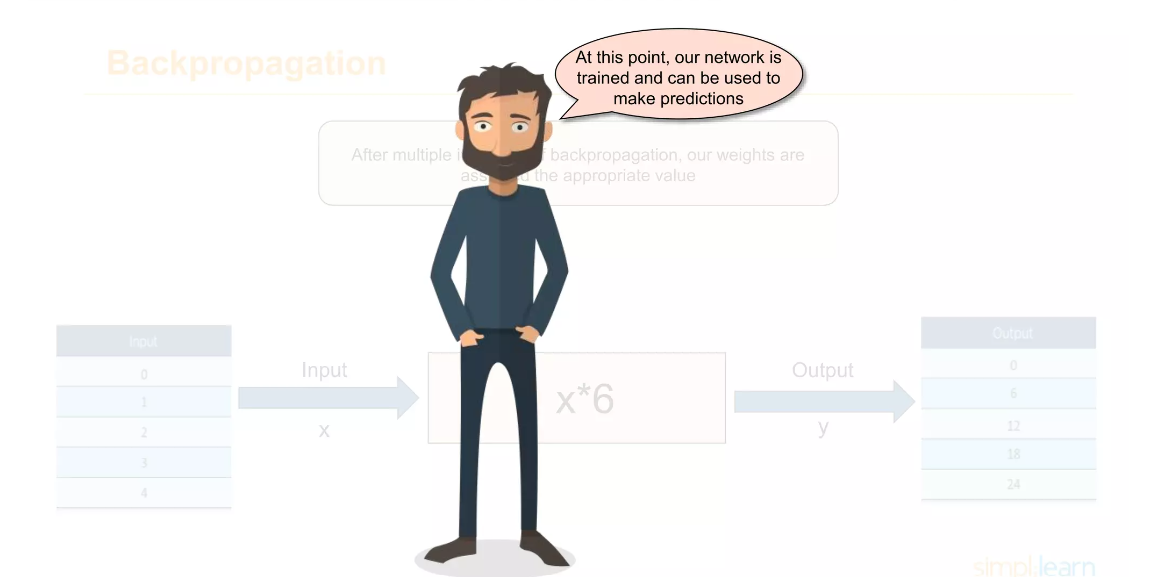 Backpropagation
At this point, our network is
trained and can be used to
make predictions
After multiple backpropagation, our weights are
the appropriate value
Input
0
1
2
3
4
Input
x
x*6
Output
y
Output
0
6
12
18
24
simplilearn